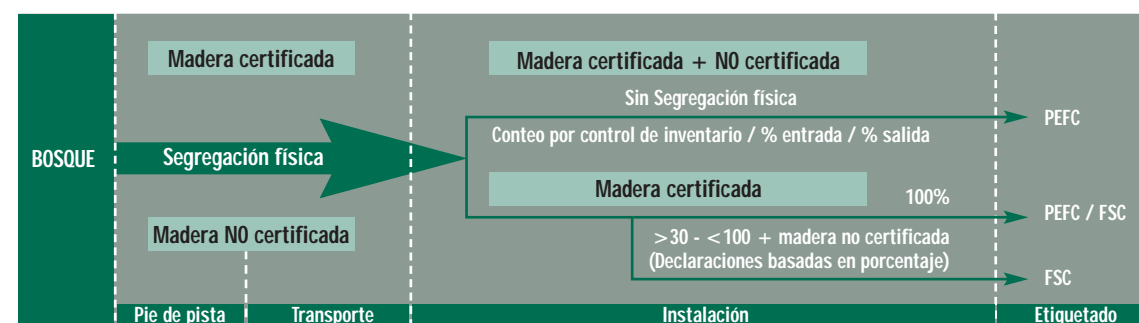 Madera certificada
Madera certificada + NO certificada
Sin Segregación física
PEFC
Conteo por control de inventario / % entrada / % salida
BOSQUE
Segregación física
Madera certificada
100%
PEFC / FSC
Madera NO certificada
>30 - <100 + madera no certificada
(Declaraciones basadas en porcentaje)
FSC
Pie de pista
Transporte
Instalación
Etiquetado